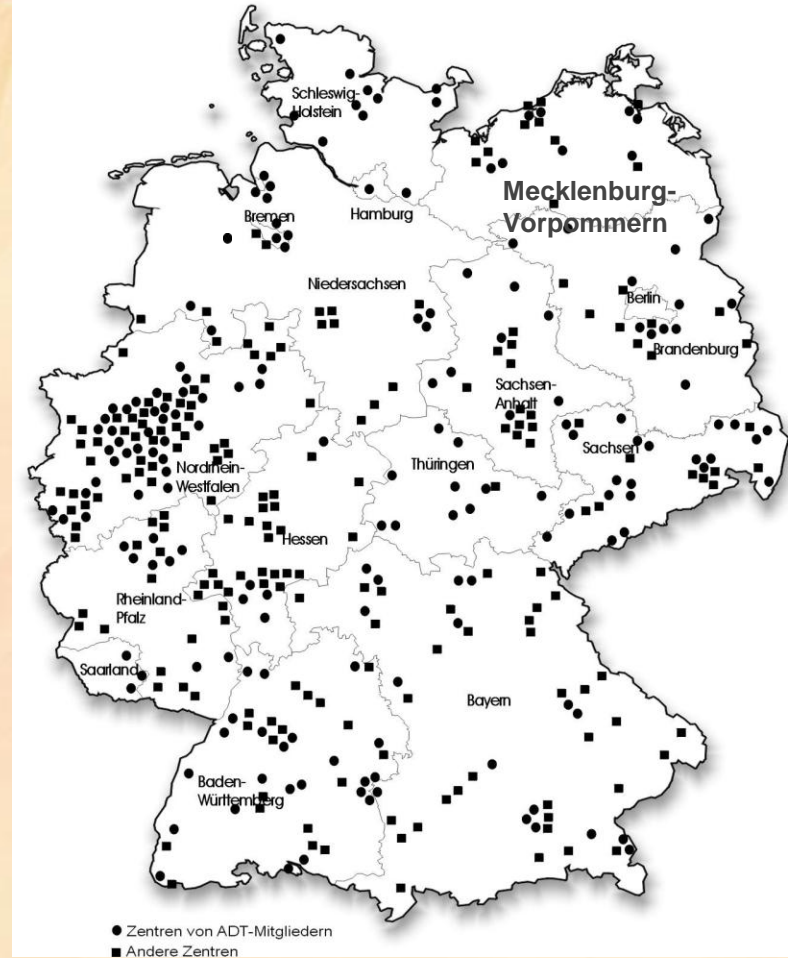 Schleswig-
Holstein
Mecklenburg-
Vorpommern
Hamburg
Bremen
Niedersachsen
Berlin
Brandenburg
Sachsen-
Anhalt
Nordrhein-
Westfalen
Thüringen
Sachsen
Hessen
Rheinland-
Pfalz
Saarland
Bayern
Baden-
Württemberg
Zentren von ADT-Mitgliedern
Andere Zentren